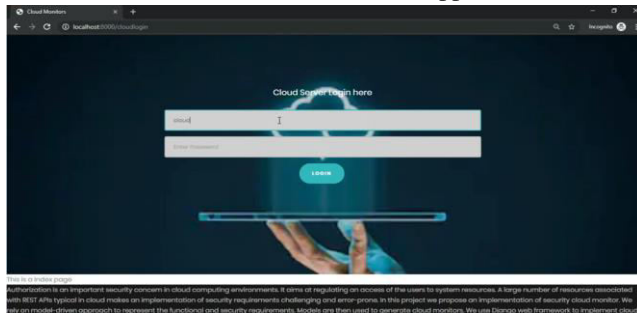 Cloud Monitors
localhost:2000/cloudlogin
Incognito
Cloud Server Login here
cloud
Enter Password
LOGIN
This is a index page
Authorization is an important security concern in cloud computing environments. It aims at regulating an access of the users to system resources. A large number of resources associated
with REST APIs typical in cloud makes an implementation of security requirements challenging and error-prone. In this project we propose an implementation of security cloud monitor. We
rely on model-driven approach to represent the functional and security requirements. Models are then used to generate cloud monitors. We use Django web framework to implement cloud